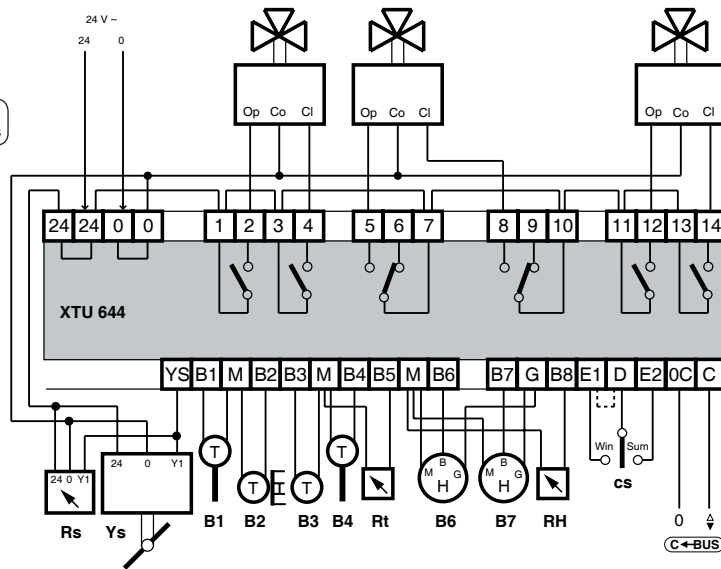 24 V ~
24 0
Op Co Cl Op Co Cl Op Co Cl
24 24 0 0 1 2 3 4 5 6 7 8 9 10 11 12 13 14
XTU 644
YS B1 M B2 B3 M B4 B5 M B6 B7 G B8 E1 D E2 0C C
24 0 Y1 24 0 Y1 T T T T M B G H M B G H Win Sum
Rs Ys B1 B2 B3 B4 Rt B6 B7 RH cs
0
C BUS